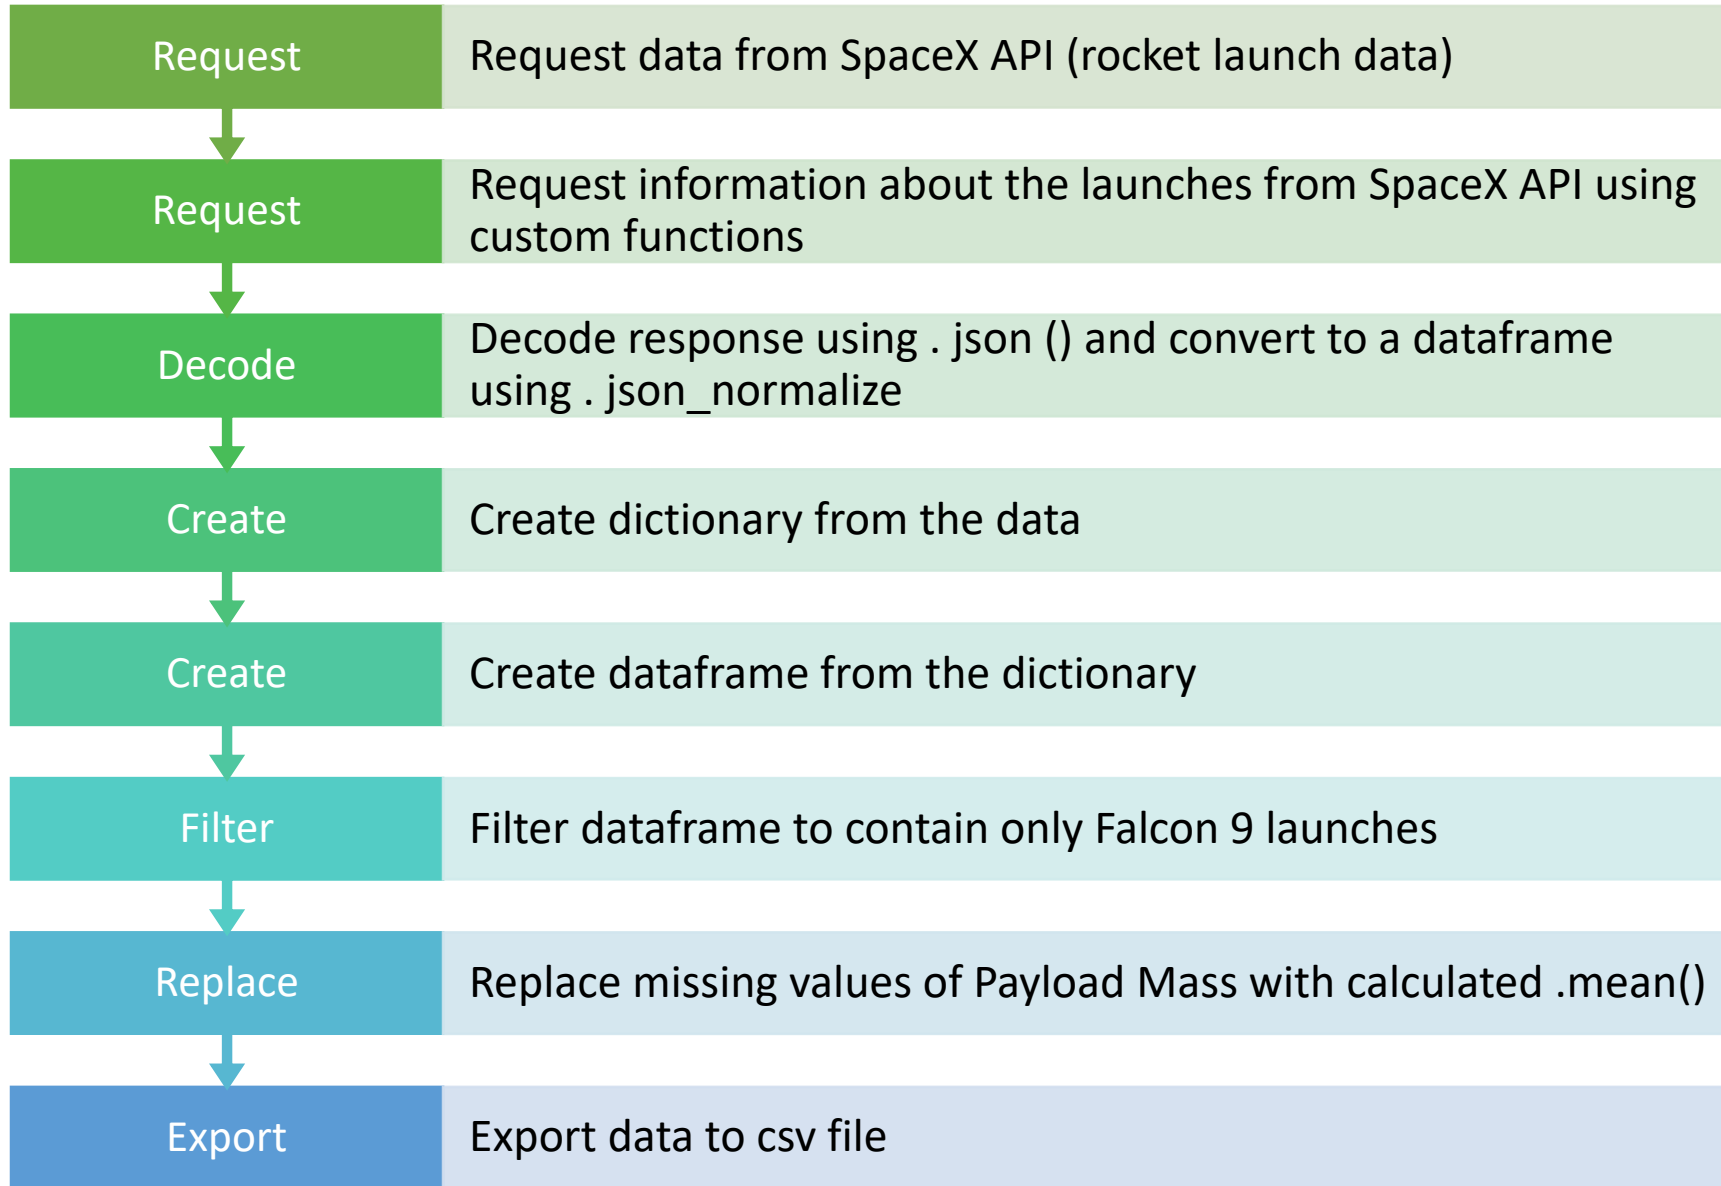 Request
Request data from SpaceX API (rocket launch data)
Request
Request information about the launches from SpaceX API using
custom functions
Decode
Decode response using . json () and convert to a dataframe
using . json_normalize
Create
Create dictionary from the data
Create
Create dataframe from the dictionary
Filter
Filter dataframe to contain only Falcon 9 launches
Replace
Replace missing values of Payload Mass with calculated .mean()
Export
Export data to csv file